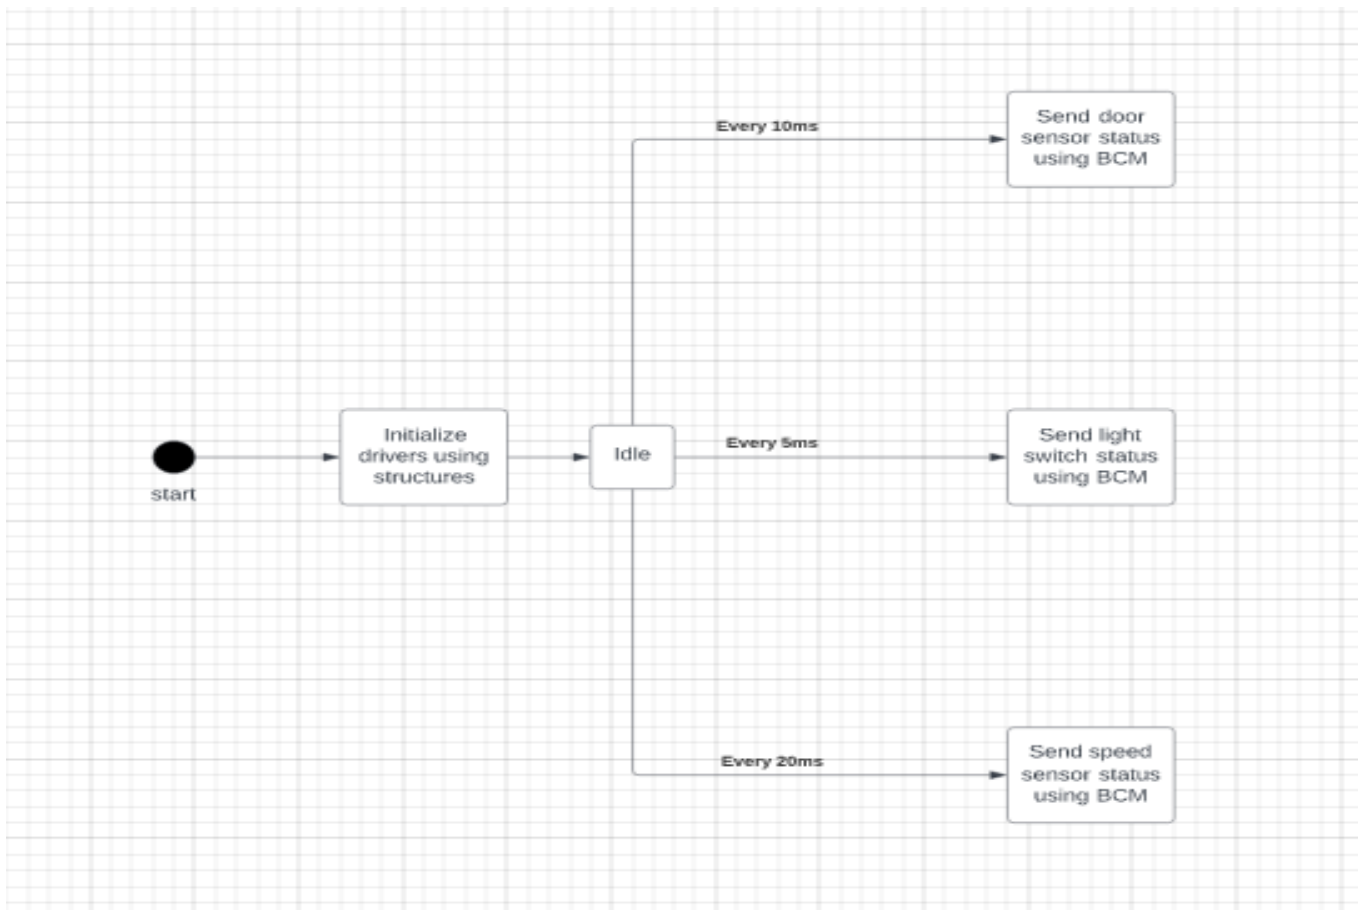 Every 10ms
Send door
sensor status
using BCM
start
Initialize
drivers using
structures
Idle
Every 5ms
Send light
switch status
using BCM
Every 20ms
Send speed
sensor status
using BCM